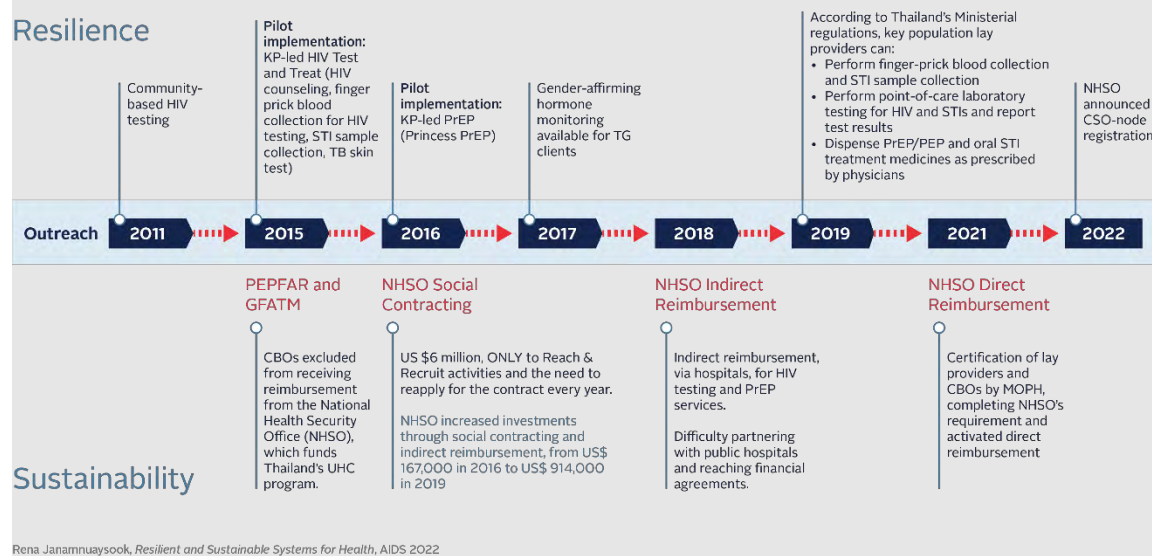 Resilience
Community-
based HIV
testing
Pilot
implementation:
KP-led HIV Test
and Treat (HIV
counseling, finger
prick blood
collection for HIV
testing, STI sample
collection, TB skin
test)
Pilot
implementation:
KP-led PrEP
(Princess PrEP)
Gender-affirming
hormone
monitoring
available for TG
clients
According to Thailand's Ministerial
regulations, key population lay
providers can:
• Perform finger-prick blood collection
and STI sample collection
• Perform point-of-care laboratory
testing for HIV and STIs and report
test results
• Dispense PrEP/PEP and oral STI
treatment medicines as prescribed
by physicians
NHSO
announced
CSO-node
registration
Outreach 2011 2015 2016 2017 2018 2019 2021 2022
PEPFAR and
GFATM
CBOs excluded
from receiving
reimbursement
from the National
Health Security
Office (NHSO),
which funds
Thailand's UHC
program.
NHSO Social
Contracting
US $6 million, ONLY to Reach &
Recruit activities and the need to
reapply for the contract every year.
NHSO increased investments
through social contracting and
indirect reimbursement, from US$
167,000 in 2016 to US$ 914,000
in 2019
NHSO Indirect
Reimbursement
Indirect reimbursement,
via hospitals, for HIV
testing and PrEP
services.
Difficulty partnering
with public hospitals
and reaching financial
agreements.
NHSO Direct
Reimbursement
Certification of lay
providers and
CBOs by MOPH,
completing NHSO's
requirement and
activated direct
reimbursement
Sustainability
Rena Janamnuaysook, Resilient and Sustainable Systems for Health, AIDS 2022